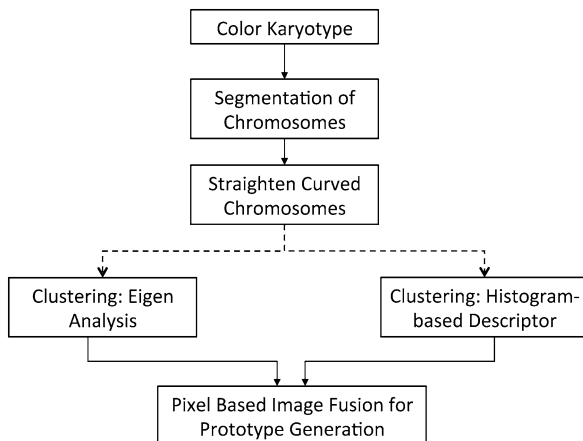 Color Karyotype
Segmentation of
Chromosomes
Straighten Curved
Chromosomes
Clustering: Eigen
Analysis
Clustering: Histogram-
based Descriptor
Pixel Based Image Fusion for
Prototype Generation